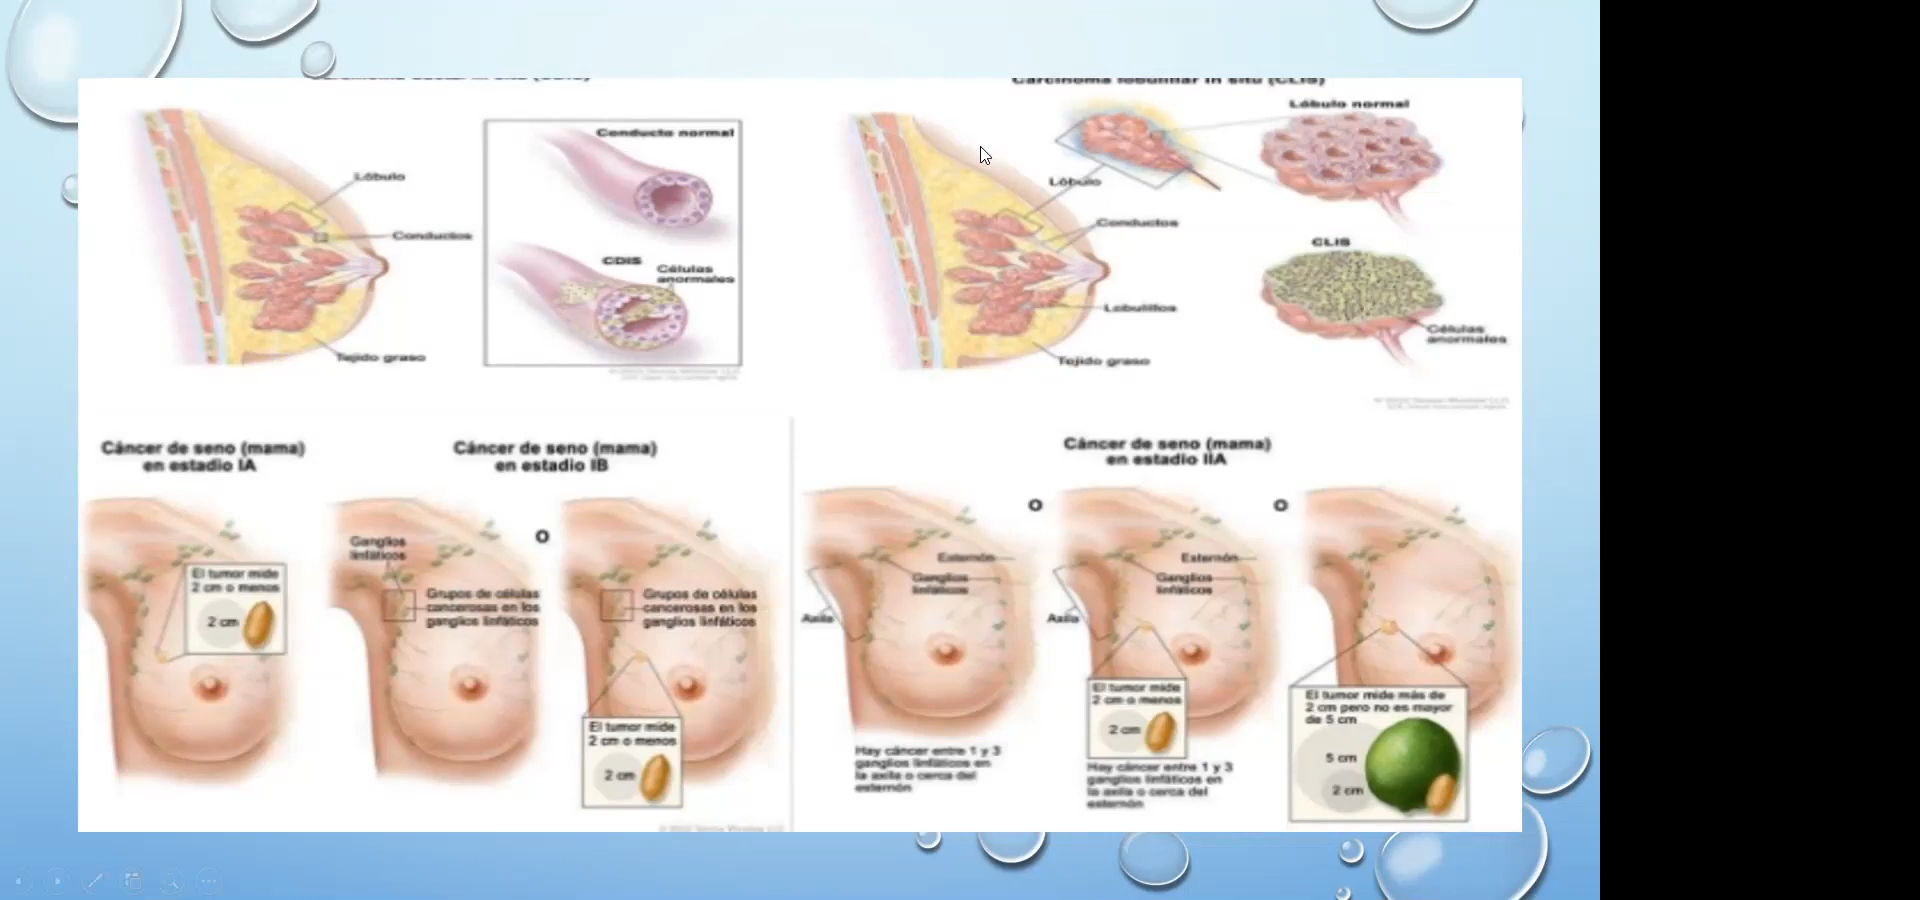 Carcinoma lobulillar in situ (CLIS)
Conducto normal
Lóbulo
Conductos
CDIS
Células
anormales
Tejido graso
Lóbulo normal
Lóbulo
Conductos
CLIS
Lobulillos
Células
anormales
Tejido graso
Cáncer de seno (mama)
en estadio IA
El tumor mide
2 cm o menos
2 cm
Cáncer de seno (mama)
en estadio IB
Ganglios
linfáticos
Grupos de células
cancerosas en los
ganglios linfáticos
O
Grupos de células
cancerosas en los
ganglios linfáticos
El tumor mide
2 cm o menos
2 cm
Cáncer de seno (mama)
en estadio IIA
Esternón
Ganglios
linfáticos
Axila
Hay cáncer entre 1 y 3
ganglios linfáticos en
la axila o cerca del
esternón
O
Esternón
Ganglios
linfáticos
Axila
El tumor mide
2 cm o menos
2 cm
Hay cáncer entre 1 y 3
ganglios linfáticos en
la axila o cerca del
esternón
O
El tumor mide más de
2 cm pero no es mayor
de 5 cm
5 cm
2 cm